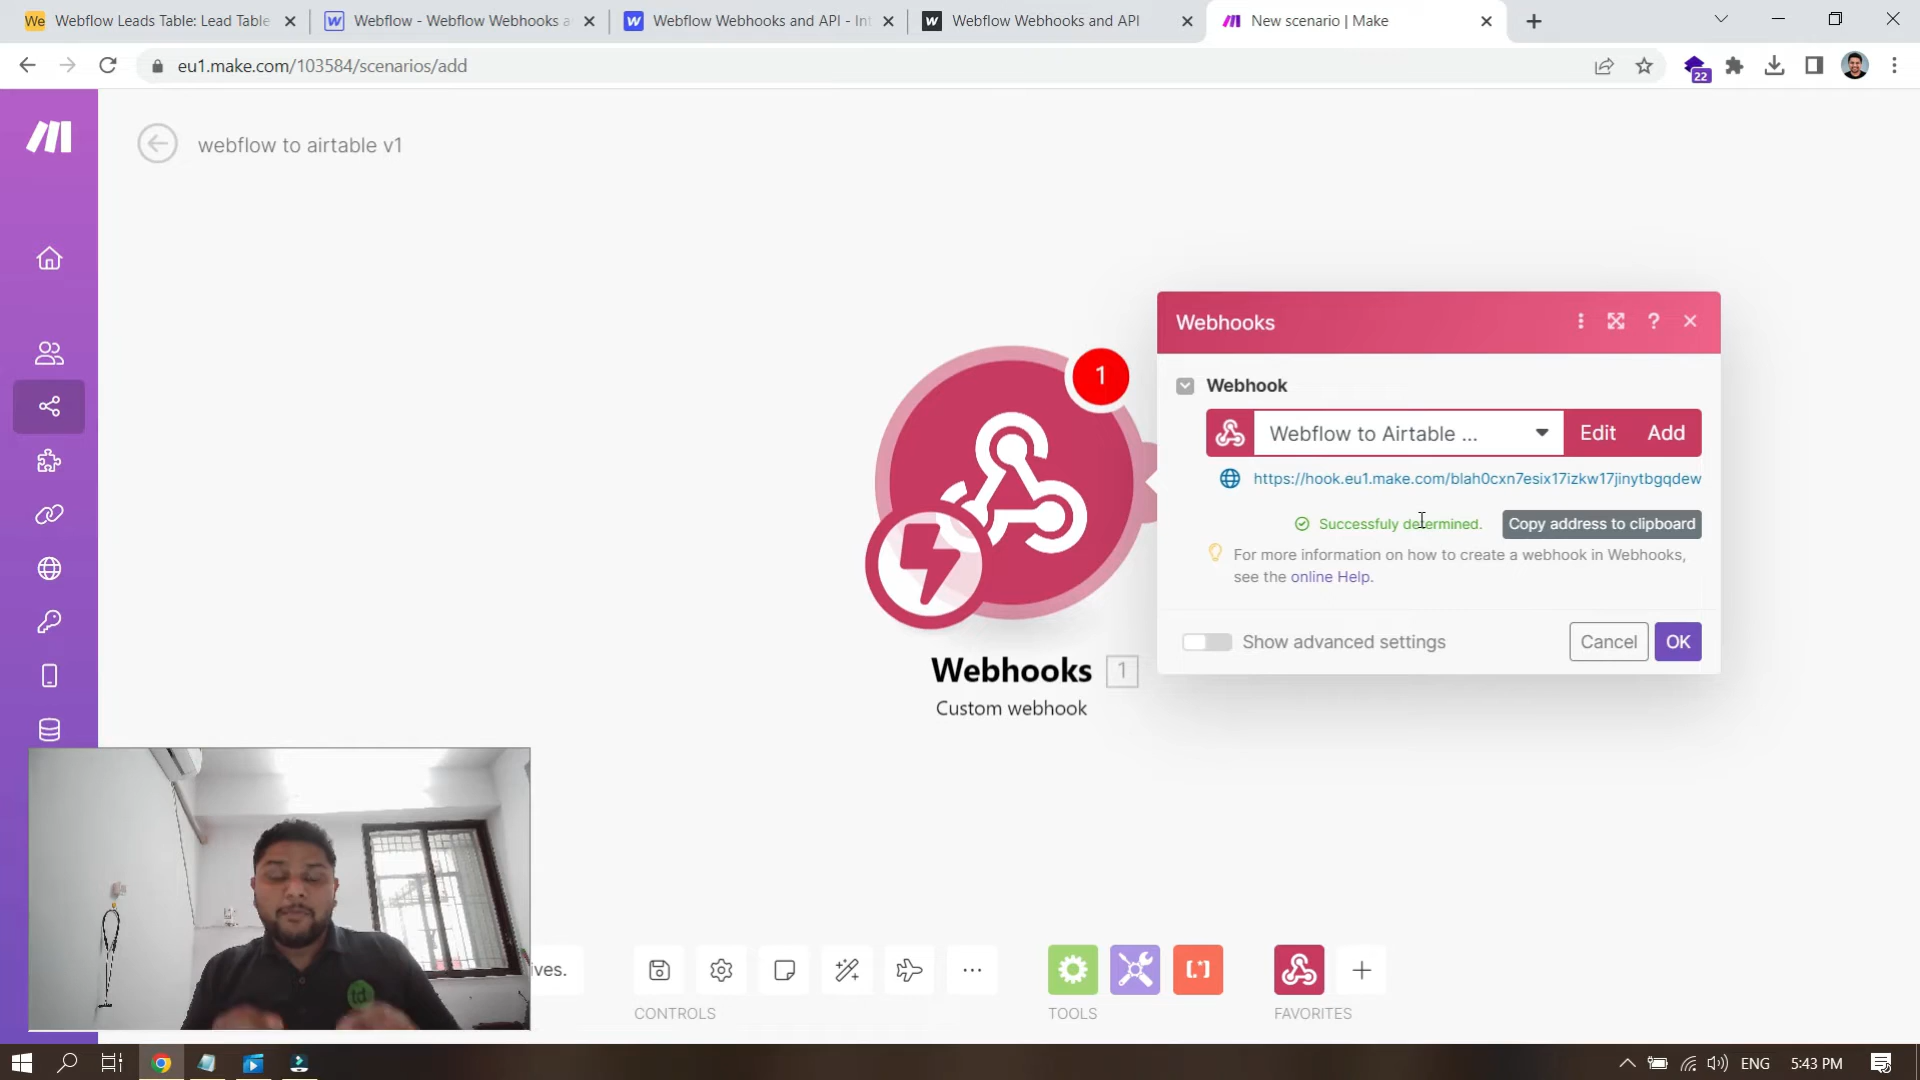 We Webflow Leads Table: Lead Table
W Webflow - Webflow Webhooks a
W Webflow Webhooks and API - Int
W Webflow Webhooks and API
New scenario | Make
eu1.make.com/103584/scenarios/add
22
webflow to airtable v1
Webhooks
Webhook
1
Webflow to Airtable ...
Edit
Add
https://hook.eu1.make.com/blah0cxn7esix17izkw17jinytbgqdew
Successfuly determined.
Copy address to clipboard
For more information on how to create a webhook in Webhooks,
see the online Help.
Show advanced settings
Cancel
OK
Webhooks 1
Custom webhook
ives.
CONTROLS
TOOLS
FAVORITES
[.*]
td
ENG
5:43 PM